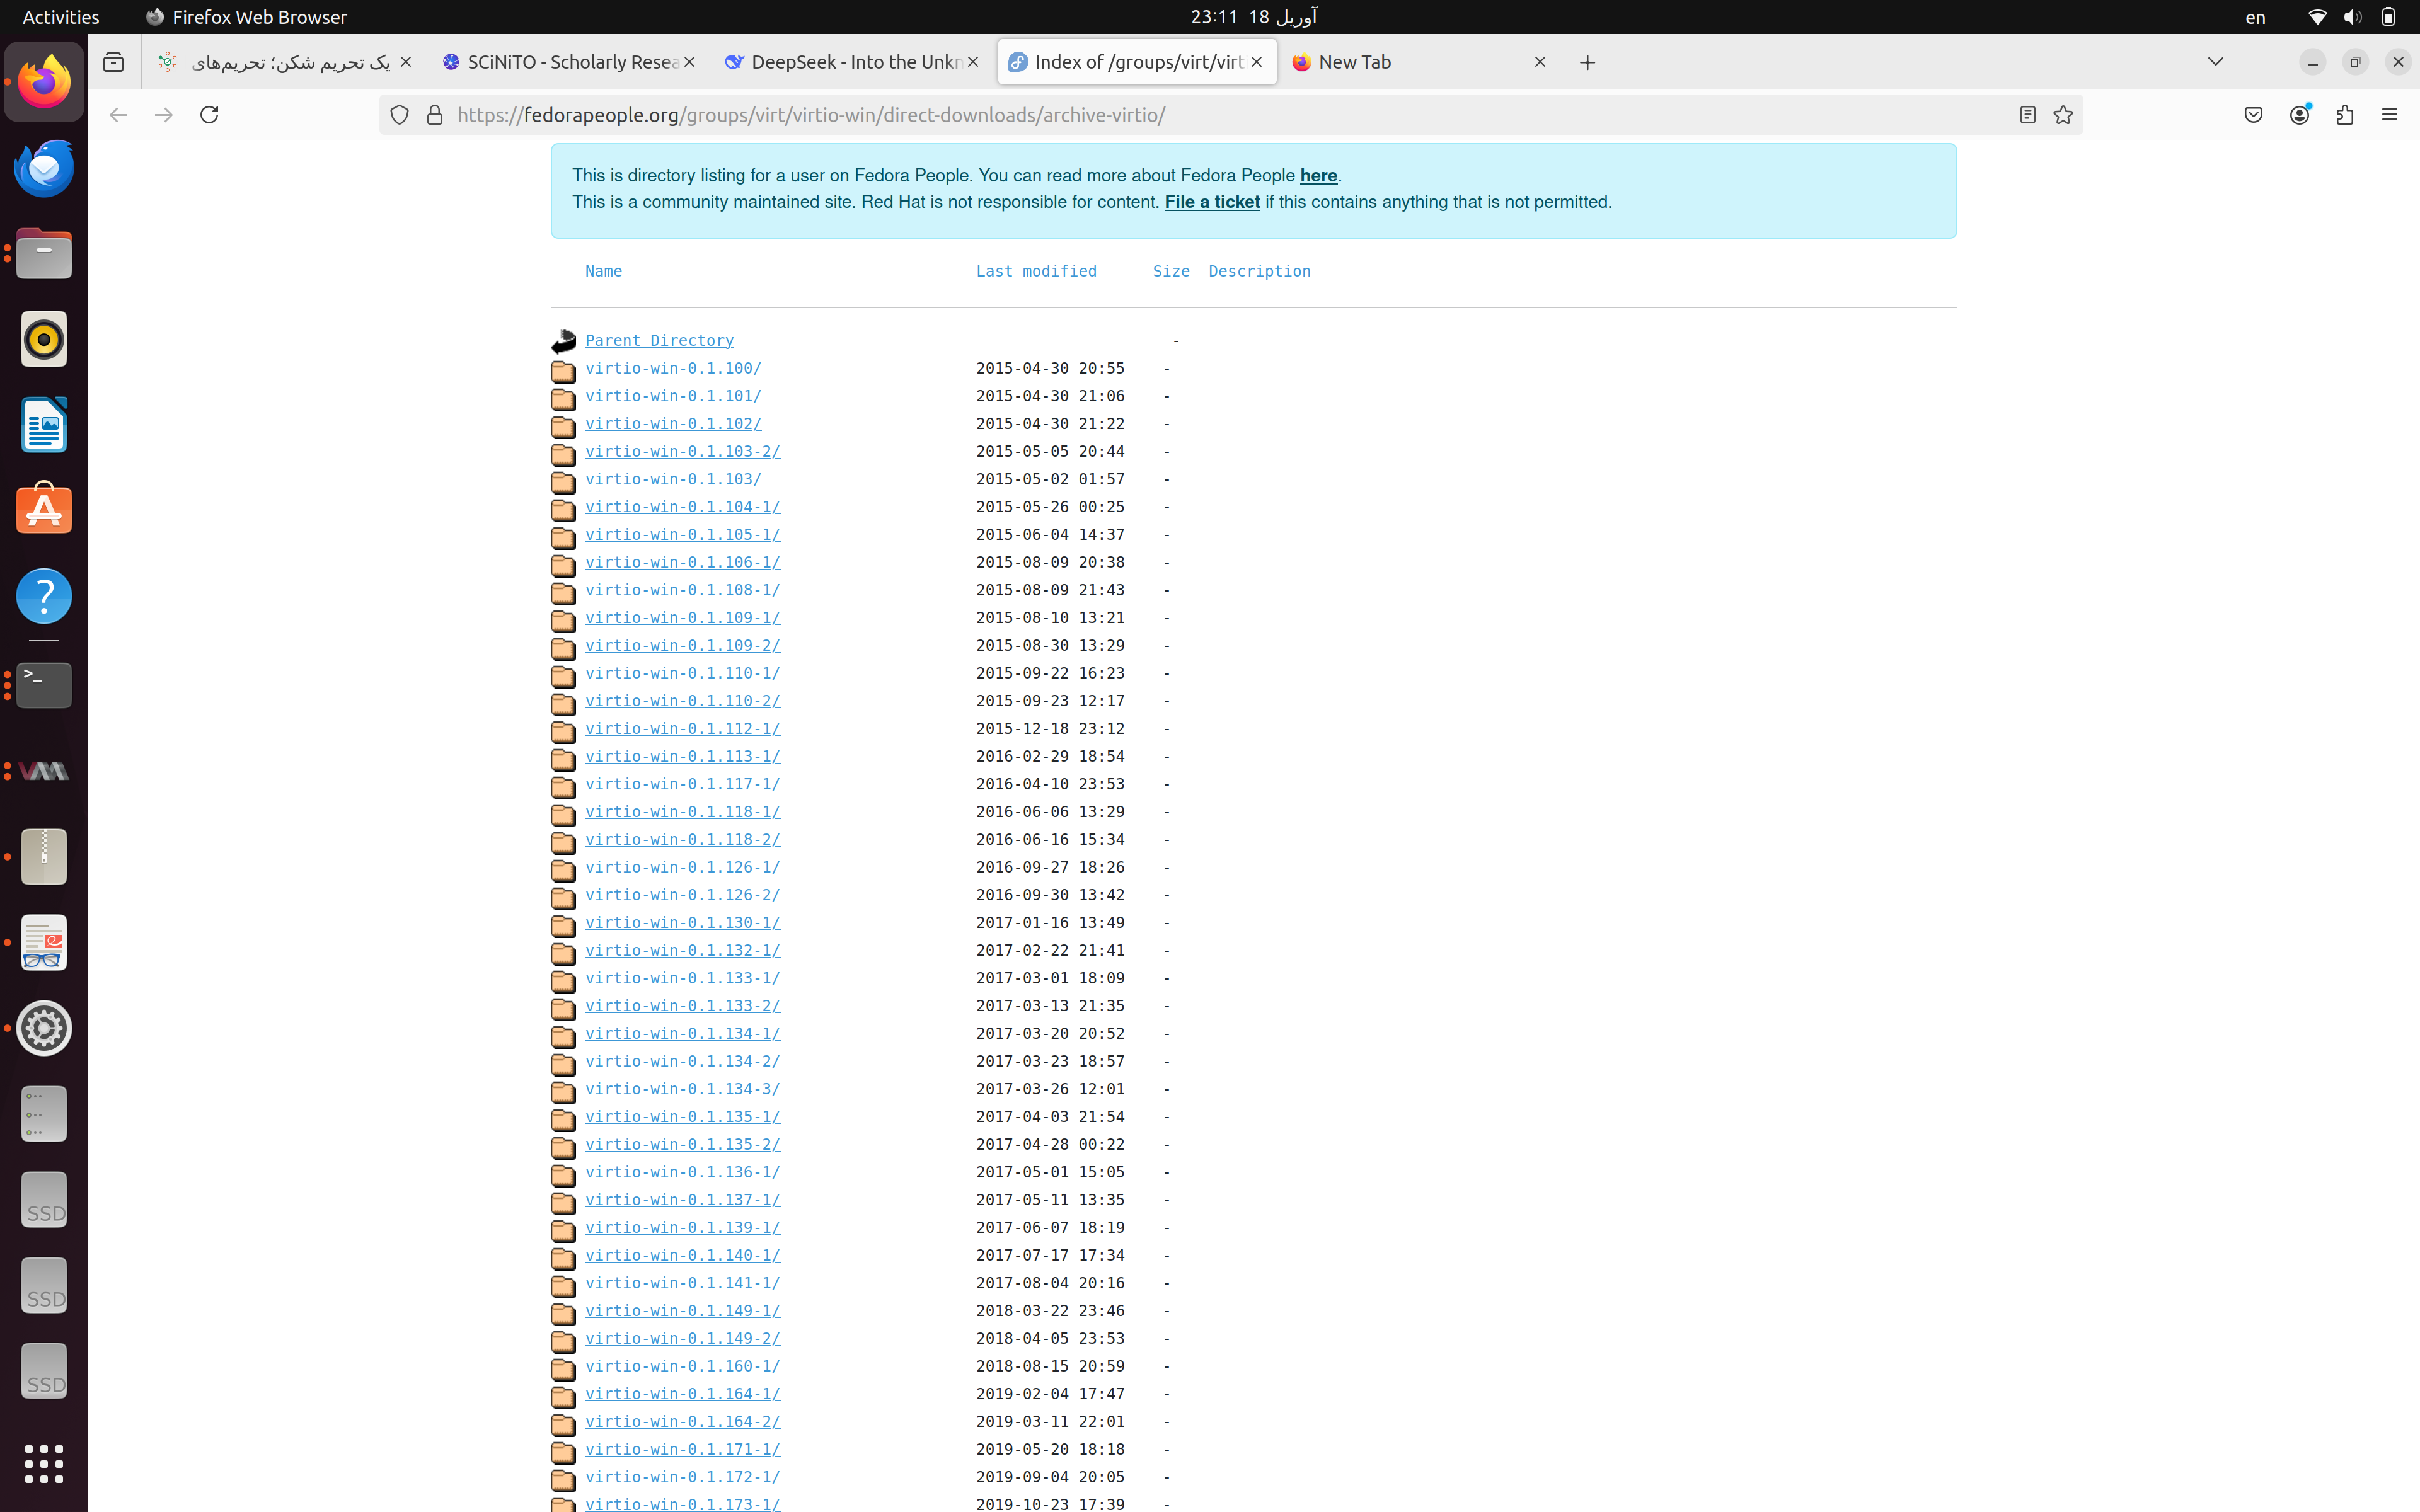 Activities
Firefox Web Browser
23:11 18 آوریل
en
یک تحریم شکن؛ تحریم‌های
SCiNiTO - Scholarly Resea
DeepSeek - Into the Unkn
Index of /groups/virt/virt
New Tab
https://fedorapeople.org/groups/virt/virtio-win/direct-downloads/archive-virtio/
This is directory listing for a user on Fedora People. You can read more about Fedora People here.
This is a community maintained site. Red Hat is not responsible for content. File a ticket if this contains anything that is not permitted.
Name Last modified Size Description
Parent Directory -
virtio-win-0.1.100/ 2015-04-30 20:55 -
virtio-win-0.1.101/ 2015-04-30 21:06 -
virtio-win-0.1.102/ 2015-04-30 21:22 -
virtio-win-0.1.103-2/ 2015-05-05 20:44 -
virtio-win-0.1.103/ 2015-05-02 01:57 -
virtio-win-0.1.104-1/ 2015-05-26 00:25 -
virtio-win-0.1.105-1/ 2015-06-04 14:37 -
virtio-win-0.1.106-1/ 2015-08-09 20:38 -
virtio-win-0.1.108-1/ 2015-08-09 21:43 -
virtio-win-0.1.109-1/ 2015-08-10 13:21 -
virtio-win-0.1.109-2/ 2015-08-30 13:29 -
virtio-win-0.1.110-1/ 2015-09-22 16:23 -
virtio-win-0.1.110-2/ 2015-09-23 12:17 -
virtio-win-0.1.112-1/ 2015-12-18 23:12 -
virtio-win-0.1.113-1/ 2016-02-29 18:54 -
virtio-win-0.1.117-1/ 2016-04-10 23:53 -
virtio-win-0.1.118-1/ 2016-06-06 13:29 -
virtio-win-0.1.118-2/ 2016-06-16 15:34 -
virtio-win-0.1.126-1/ 2016-09-27 18:26 -
virtio-win-0.1.126-2/ 2016-09-30 13:42 -
virtio-win-0.1.130-1/ 2017-01-16 13:49 -
virtio-win-0.1.132-1/ 2017-02-22 21:41 -
virtio-win-0.1.133-1/ 2017-03-01 18:09 -
virtio-win-0.1.133-2/ 2017-03-13 21:35 -
virtio-win-0.1.134-1/ 2017-03-20 20:52 -
virtio-win-0.1.134-2/ 2017-03-23 18:57 -
virtio-win-0.1.134-3/ 2017-03-26 12:01 -
virtio-win-0.1.135-1/ 2017-04-03 21:54 -
virtio-win-0.1.135-2/ 2017-04-28 00:22 -
virtio-win-0.1.136-1/ 2017-05-01 15:05 -
virtio-win-0.1.137-1/ 2017-05-11 13:35 -
virtio-win-0.1.139-1/ 2017-06-07 18:19 -
virtio-win-0.1.140-1/ 2017-07-17 17:34 -
virtio-win-0.1.141-1/ 2017-08-04 20:16 -
virtio-win-0.1.149-1/ 2018-03-22 23:46 -
virtio-win-0.1.149-2/ 2018-04-05 23:53 -
virtio-win-0.1.160-1/ 2018-08-15 20:59 -
virtio-win-0.1.164-1/ 2019-02-04 17:47 -
virtio-win-0.1.164-2/ 2019-03-11 22:01 -
virtio-win-0.1.171-1/ 2019-05-20 18:18 -
virtio-win-0.1.172-1/ 2019-09-04 20:05 -
virtio-win-0.1.173-1/ 2019-10-23 17:39 -
SSD
SSD
SSD